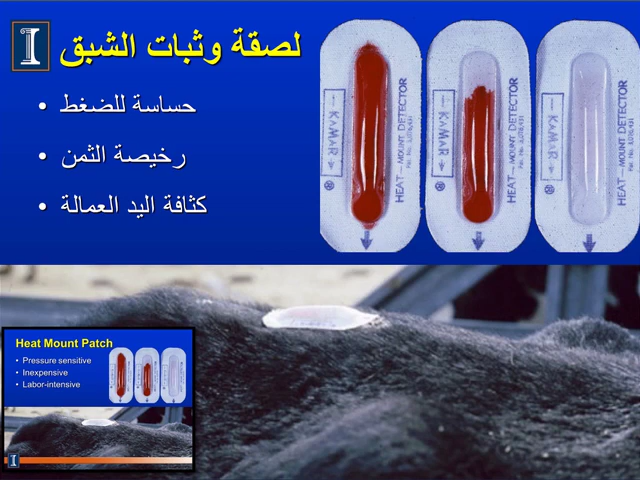 لصقة وثبات الشبق
• حساسة للضغط
• رخيصة الثمن
• كثافة اليد العمالة
HEAT—MOUNT DETECTOR
KAMAR
HEAT—MOUNT DETECTOR
KAMAR
HEAT—MOUNT DETECTOR
KAMAR
Heat Mount Patch
• Pressure sensitive
• Inexpensive
• Labor-intensive